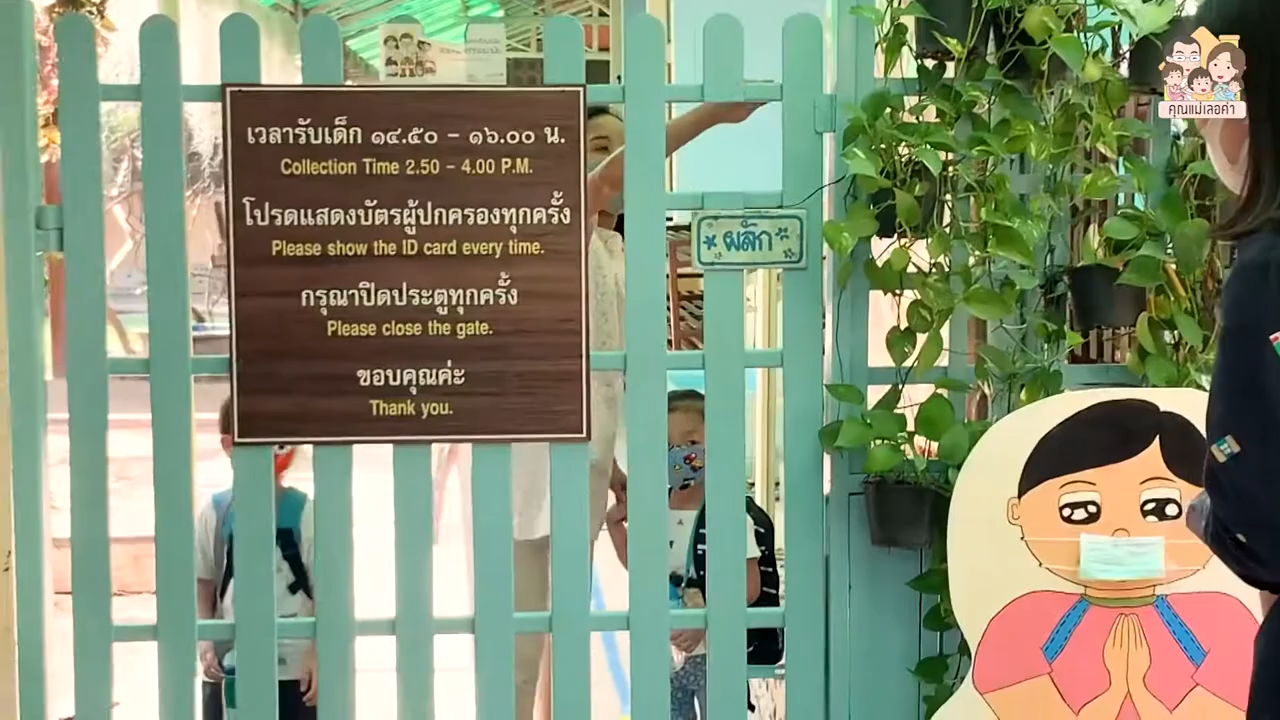 เวลารับเด็ก ๑๔.๕๐ - ๑๖.๐๐ น.
Collection Time 2.50 - 4.00 P.M.
โปรดแสดงบัตรผู้ปกครองทุกครั้ง
Please show the ID card every time.
กรุณาปิดประตูทุกครั้ง
Please close the gate.
ขอบคุณค่ะ
Thank you.
ผลัก
คุณแม่เลอค่า